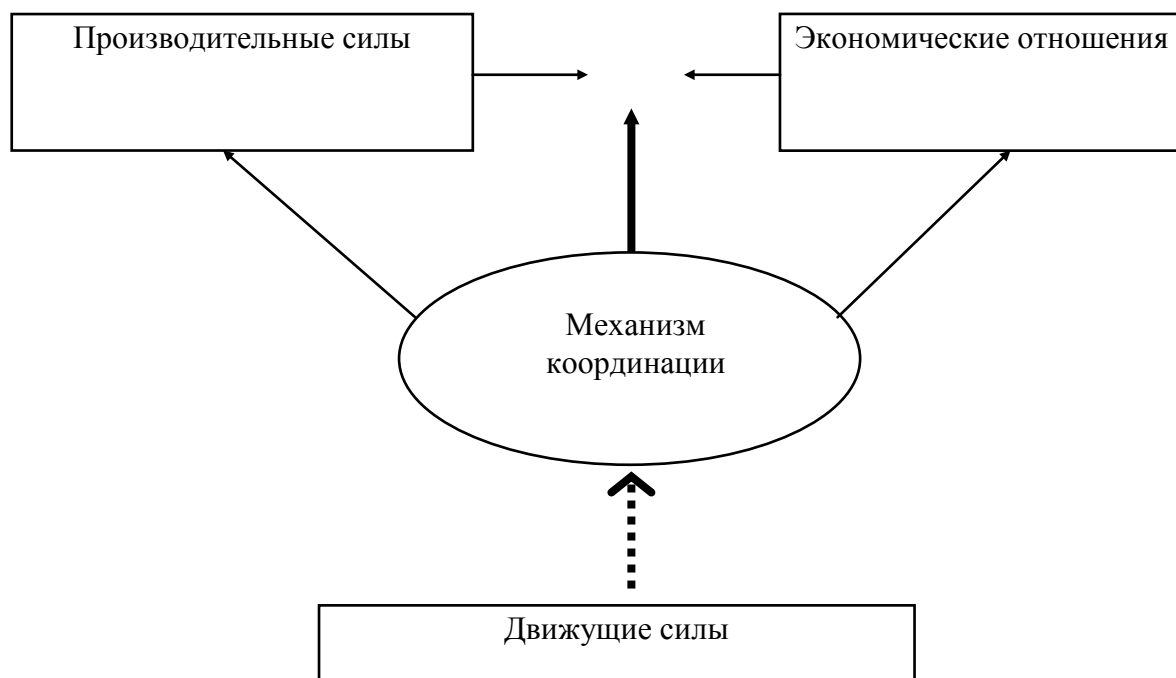 Производительные силы
Экономические отношения
Механизм
координации
Движущие силы